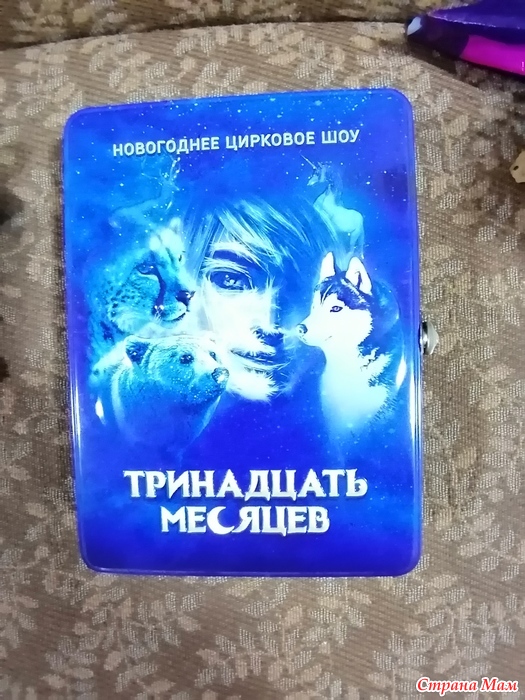 НОВОГОДНЕЕ ЦИРКОВОЕ ШОУ
ТРИНАДЦАТЬ
МЕСЯЦЕВ
Страна Мам